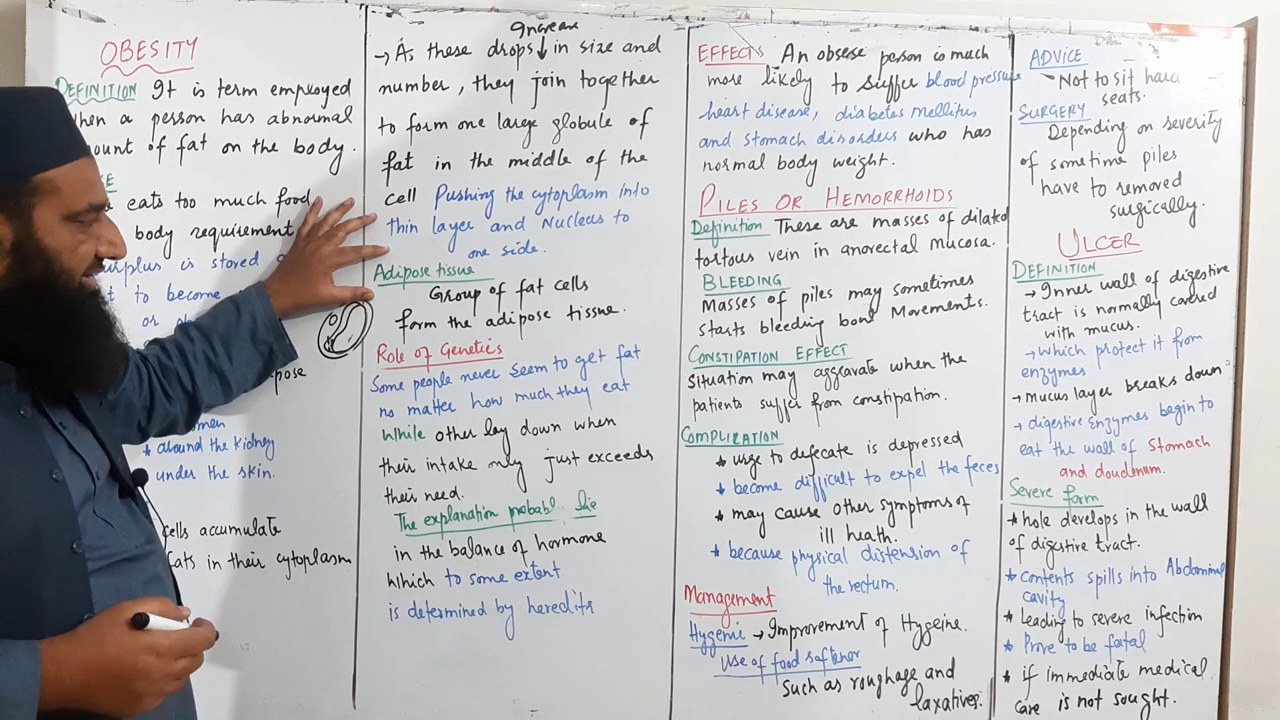 OBESITY
DEFINITION It is term employed
when a person has abnormal
amount of fat on the body.
eats too much food
body requirement
surplus is stored
to become
or
around the kidney
under the skin.
cells accumulate
fats in their cytoplasm
Increase
→ As these drops ↓ in size and
number, they join together
to form one large globule of
fat in the middle of the
cell Pushing the cytoplasm into
thin layer and Nucleus to
one side.
Adipose tissue
Group of fat cells
form the adipose tissue.
Role of Genetics
Some people never seem to get fat
no matter how much they eat
While other lay down when
their intake only just exceeds
their need.
The explanation probabl lie
in the balance of hormone
which to some extent
is determined by heredits
EFFECTS An obsese person is much
more likely to suffer blood pressure
heart disease, diabetes mellitus
and stomach disorders who has
normal body weight.
PILES OR HEMORRHOIDS
Definition These are masses of dilated
tortous vein in anorectal mucosa.
BLEEDING
Masses of piles may sometimes
starts bleeding bowl Movements.
CONSTIPATION EFFECT
Situation may aggravate when the
patients suffer from constipation.
COMPLICATION
* urge to defecate is depressed
* become difficult to expel the feces
* may cause other symptoms of
ill heath.
* because physical distension of
the rectum.
Management
Hygenic → Improvement of Hygeine.
Use of food softener
Such as roughage and
laxatives.
ADVICE
- Not to sit hard
seats.
SURGERY
Depending on severity
of sometime piles
have to removed
surgically.
ULCER
DEFINITION
→ Inner wall of digestive
tract is normally covered
with mucus.
→ which protect it from
enzymes
→ Mucus layer breaks down
→ digestive enzymes begin to
eat the wall of Stomach
and doudenum.
Severe form
* hole develops in the wall
of digestive tract.
* Contents spills into Abdominal
cavity
* leading to severe infection
* Prove to be fatal
* if immediate medical
care is not sought.